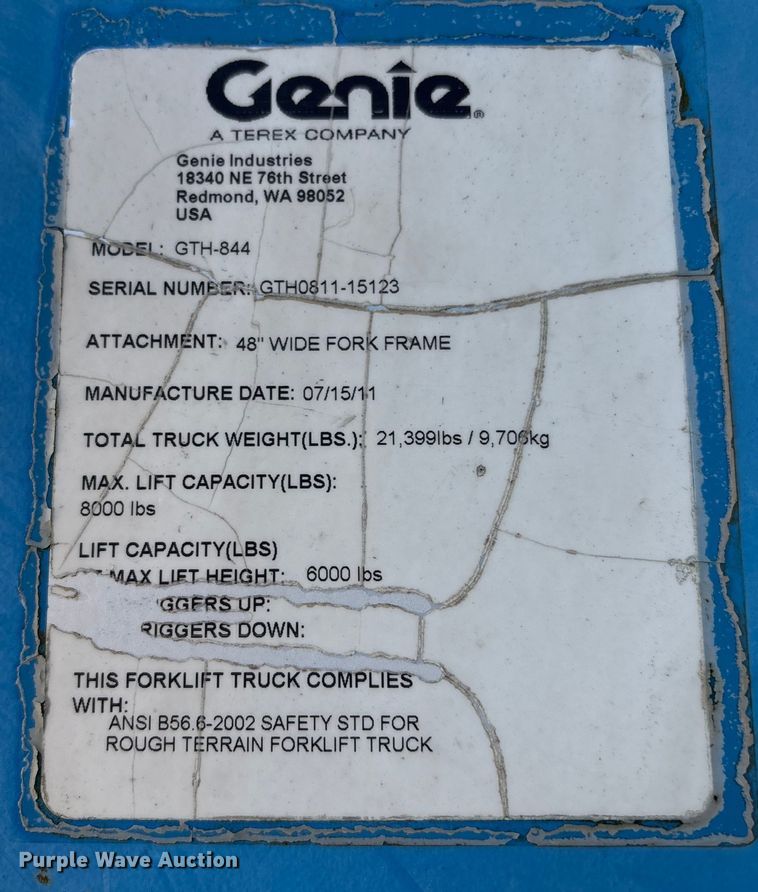 Genie®
A TEREX COMPANY
Genie Industries
18340 NE 76th Street
Redmond, WA 98052
USA
MODEL: GTH-844
SERIAL NUMBER: GTH0811-15123
ATTACHMENT: 48" WIDE FORK FRAME
MANUFACTURE DATE: 07/15/11
TOTAL TRUCK WEIGHT(LBS.): 21,399lbs / 9,706kg
MAX. LIFT CAPACITY(LBS):
8000 lbs
LIFT CAPACITY(LBS)
MAX LIFT HEIGHT: 6000 lbs
IGGERS UP:
RIGGERS DOWN:
THIS FORKLIFT TRUCK COMPLIES
WITH:
ANSI B56.6-2002 SAFETY STD FOR
ROUGH TERRAIN FORKLIFT TRUCK
Purple Wave Auction